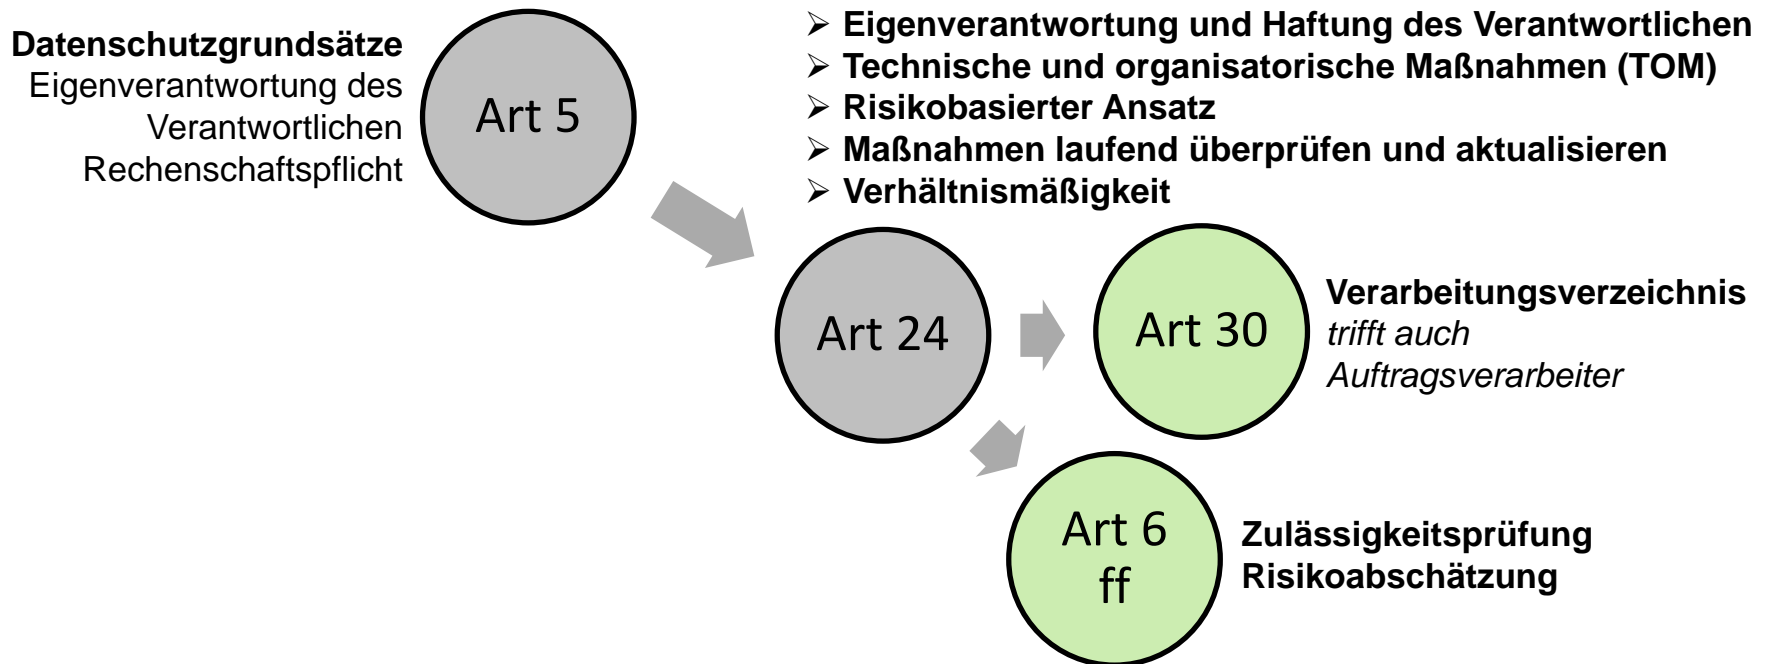 Datenschutzgrundsätze
Eigenverantwortung des
Verantwortlichen
Rechenschaftspflicht
Art 5
➢ Eigenverantwortung und Haftung des Verantwortlichen
➢ Technische und organisatorische Maßnahmen (TOM)
➢ Risikobasierter Ansatz
➢ Maßnahmen laufend überprüfen und aktualisieren
➢ Verhältnismäßigkeit
Art 24
Art 30
Verarbeitungsverzeichnis
trifft auch
Auftragsverarbeiter
Art 6
ff
Zulässigkeitsprüfung
Risikoabschätzung